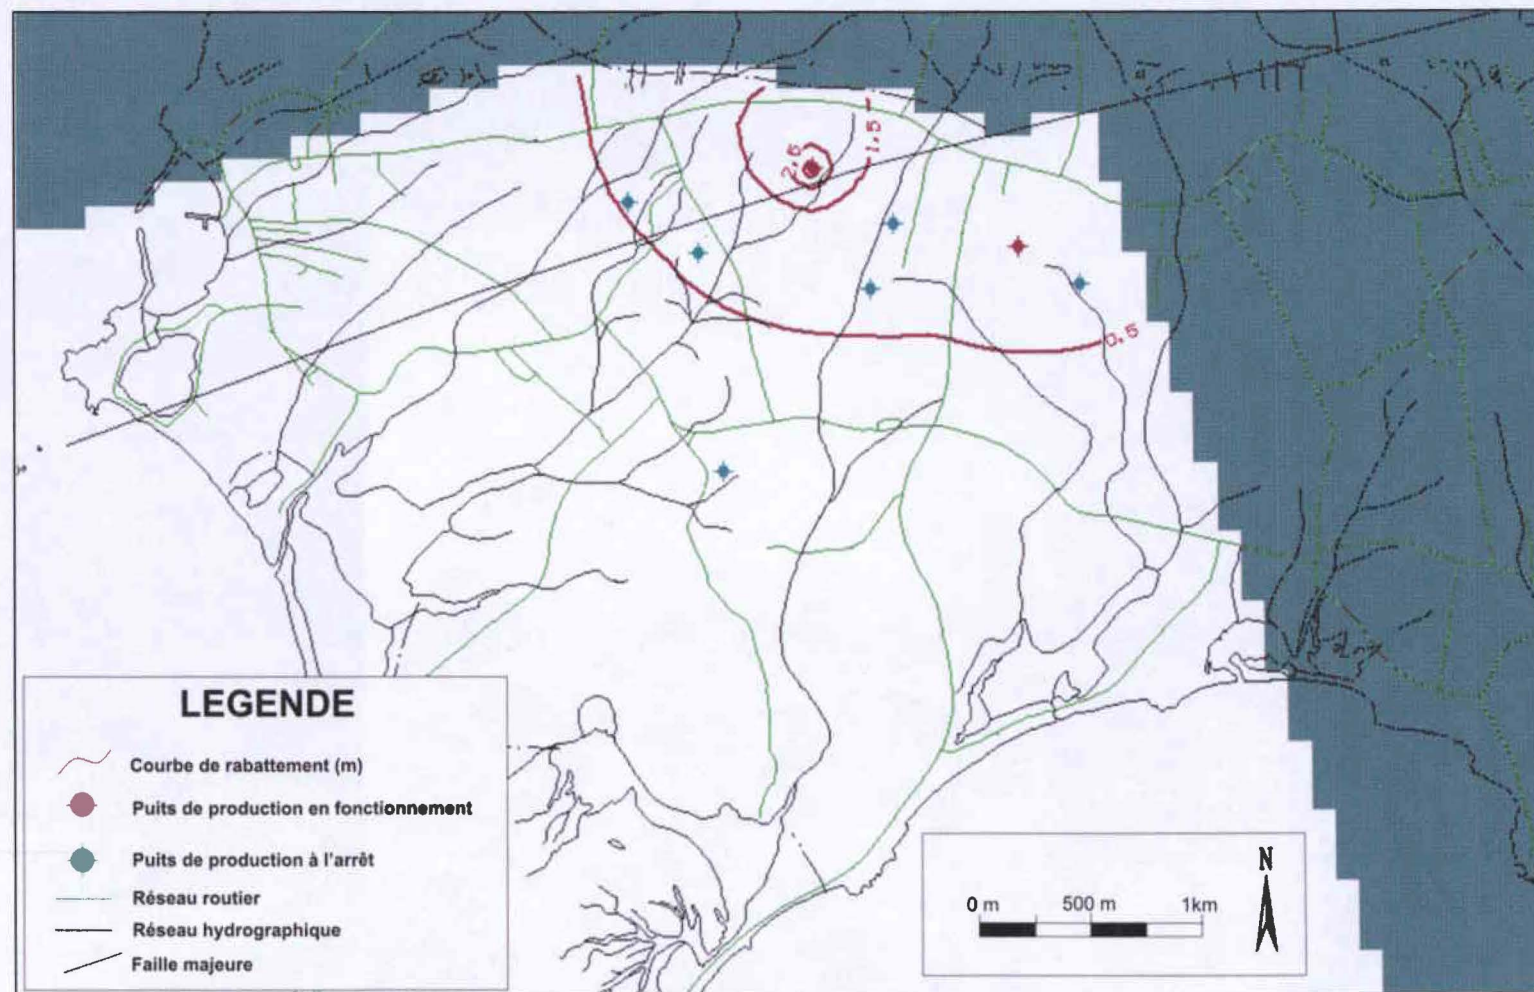 2.5
1.5
0.5
LEGENDE
Courbe de rabattement (m)
Puits de production en fonctionnement
Puits de production à l'arrêt
Réseau routier
Réseau hydrographique
Faille majeure
N
0 m 500 m 1km